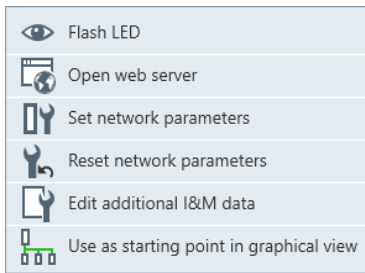 Flash LED
Open web server
Set network parameters
Reset network parameters
Edit additional I&M data
Use as starting point in graphical view